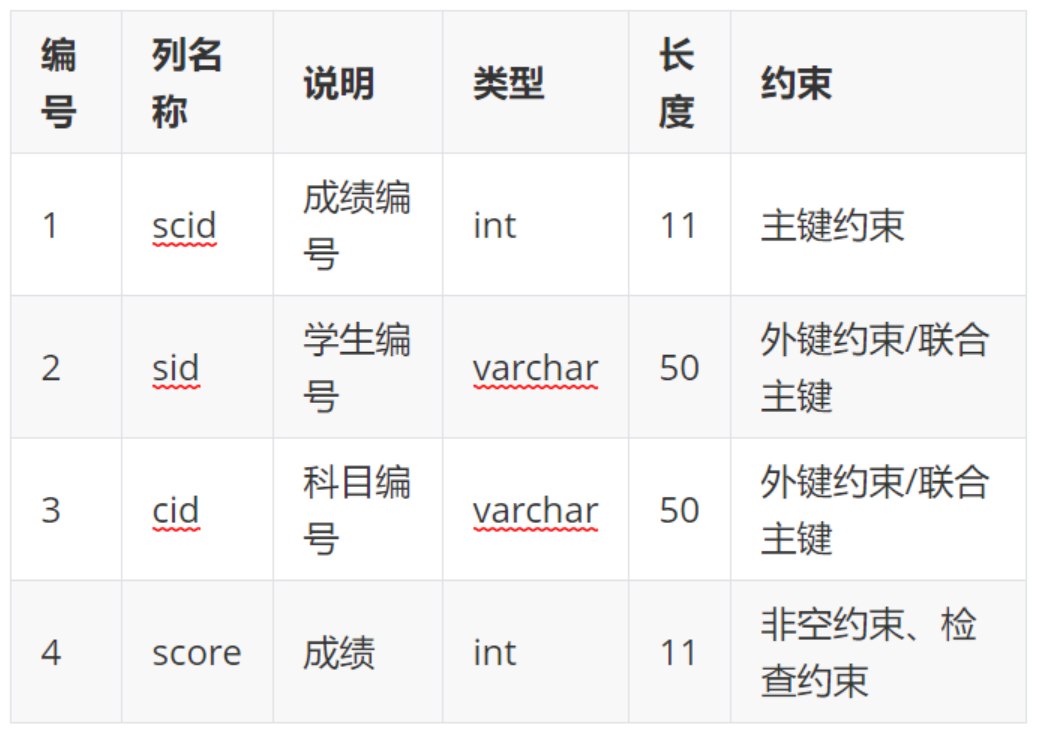 编号 列名称 说明 类型 长度 约束
1 scid 成绩编号 int 11 主键约束
2 sid 学生编号 varchar 50 外键约束/联合主键
3 cid 科目编号 varchar 50 外键约束/联合主键
4 score 成绩 int 11 非空约束、检查约束